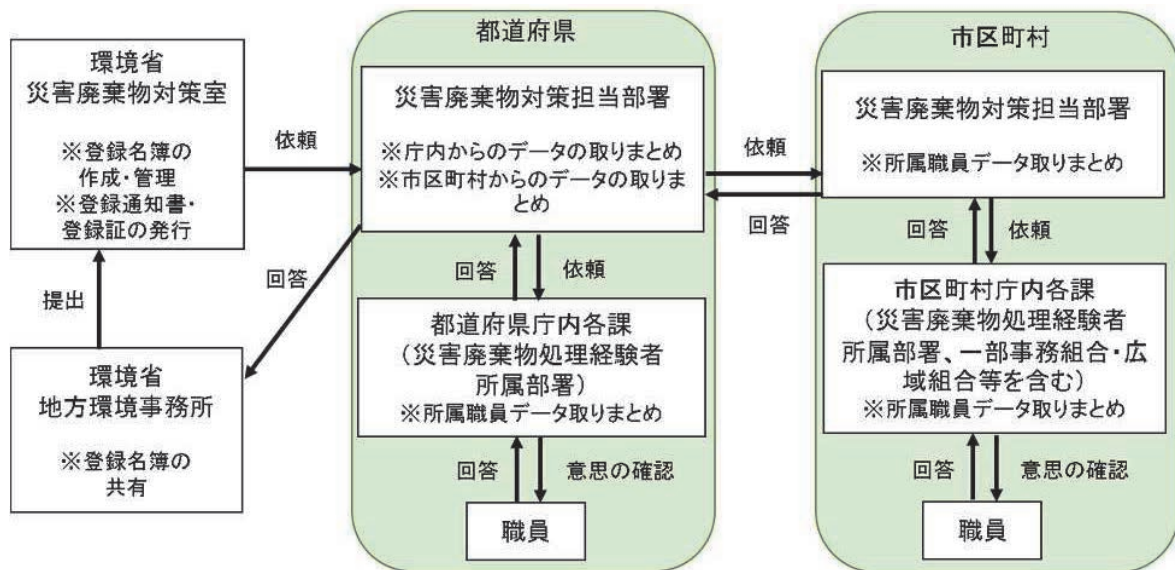 環境省
災害廃棄物対策室
※登録名簿の
作成・管理
※登録通知書・
登録証の発行
提出
環境省
地方環境事務所
※登録名簿の
共有
依頼
回答
都道府県
災害廃棄物対策担当部署
※庁内からのデータの取りまとめ
※市区町村からのデータの取りま
とめ
回答
依頼
都道府県庁内各課
（災害廃棄物処理経験者
所属部署）
※所属職員データ取りまとめ
回答
意思の確認
職員
依頼
回答
市区町村
災害廃棄物対策担当部署
※所属職員データ取りまとめ
回答
依頼
市区町村庁内各課
（災害廃棄物処理経験者
所属部署、一部事務組合・広
域組合等を含む）
※所属職員データ取りまとめ
回答
意思の確認
職員